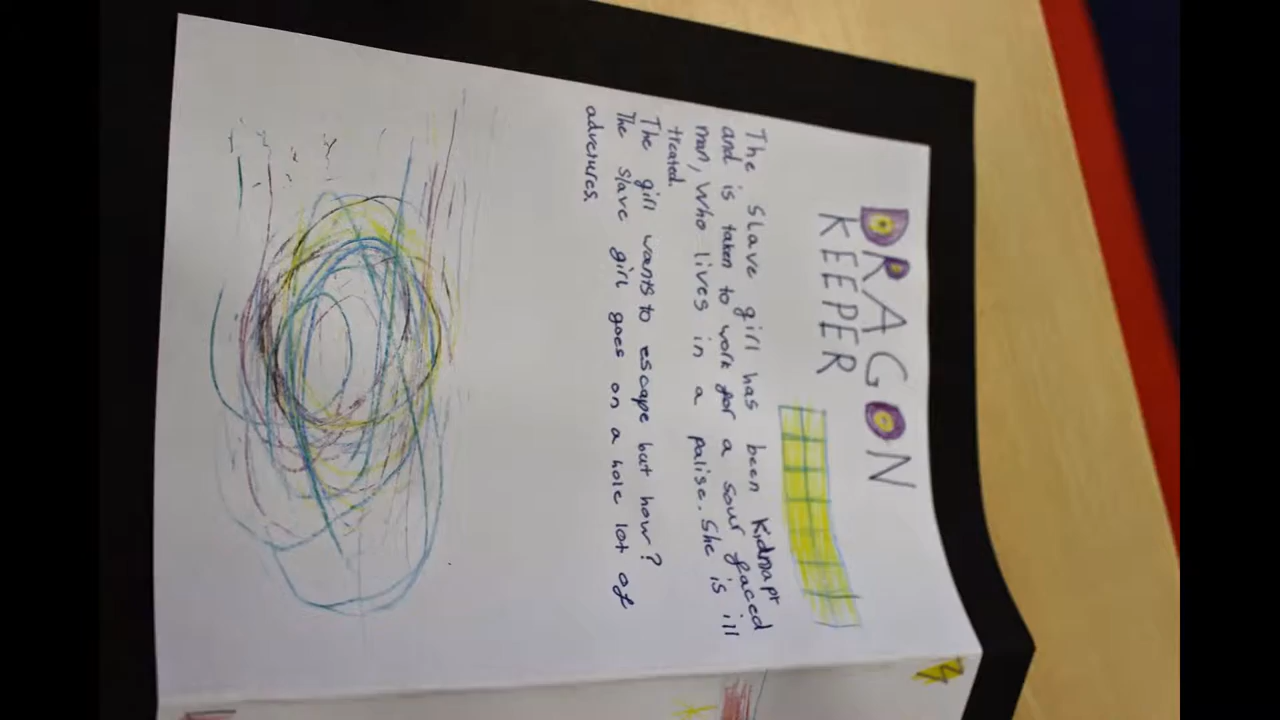 DRAGON
KEEPER
The slave girl has been Kidnapt
and is taken to work for a sour faced
man, who lives in a palise. She is ill
treated.
The girl wants to escape but how?
The slave girl goes on a hole lot of
advetures.